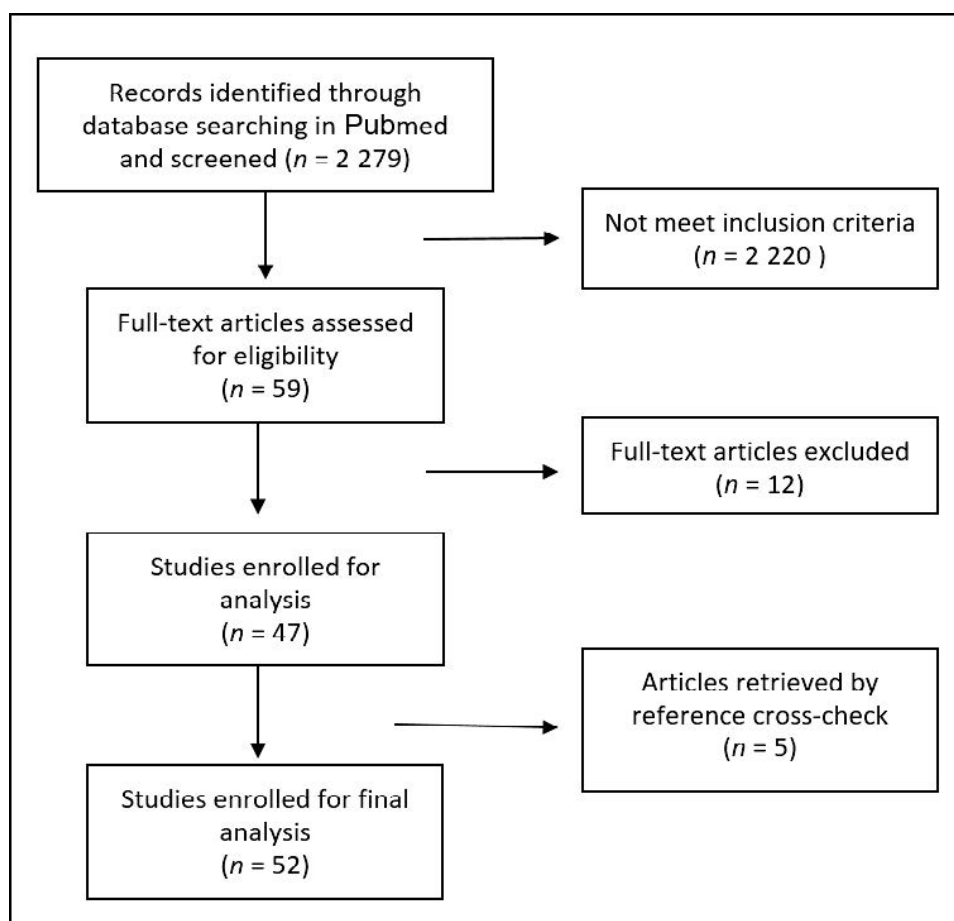 Records identified through
database searching in Pubmed
and screened (n = 2 279)
Not meet inclusion criteria
(n = 2 220 )
Full-text articles assessed
for eligibility
(n = 59)
Full-text articles excluded
(n = 12)
Studies enrolled for
analysis
(n = 47)
Articles retrieved by
reference cross-check
(n = 5)
Studies enrolled for final
analysis
(n = 52)